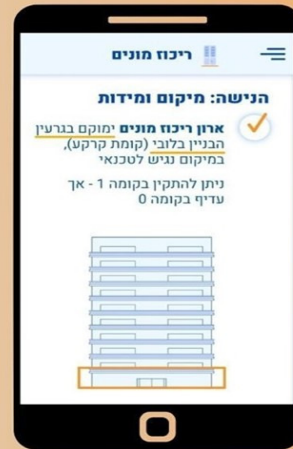 ריכוז מונים
הנישה: מיקום ומידות
ארון ריכוז מונים ימוקם בגרעין
הבניין בלובי (קומת קרקע),
במיקום נגיש לטכנאי
ניתן להתקין בקומה 1 - אך
עדיף בקומה 0